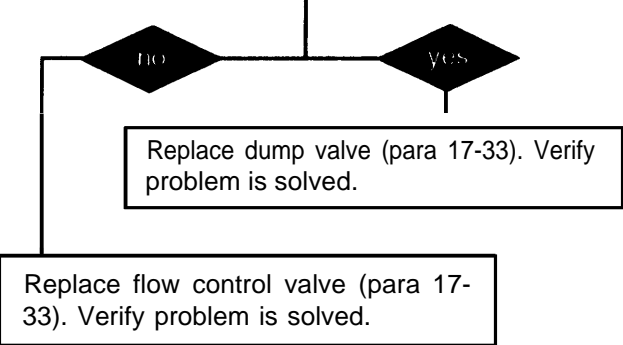 no
yes
Replace dump valve (para 17-33). Verify
problem is solved.
Replace flow control valve (para 17-
33). Verify problem is solved.